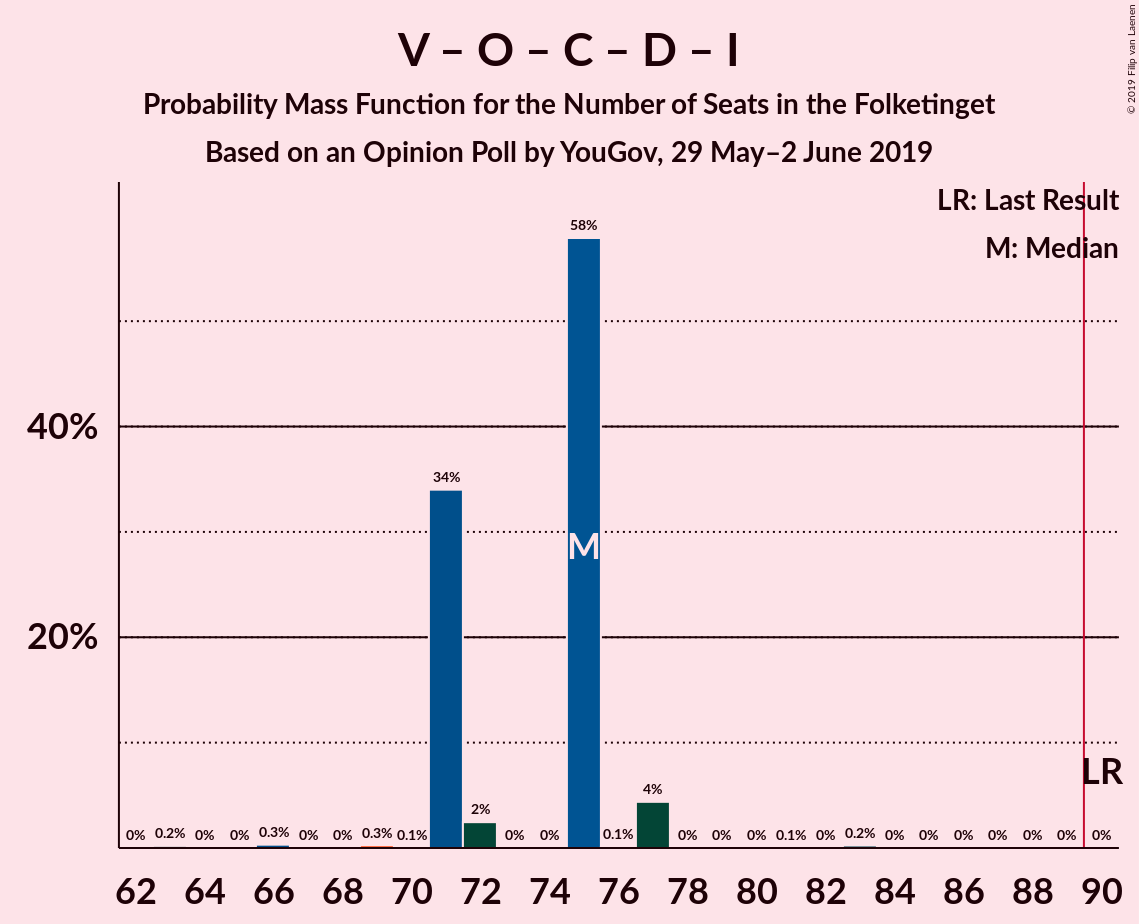 V – O – C – D – I
Probability Mass Function for the Number of Seats in the Folketinget
Based on an Opinion Poll by YouGov, 29 May–2 June 2019
© 2019 Filip van Laenen
LR: Last Result
M: Median
58%
40%
34%
M
20%
LR
4%
2%
0% 0.2% 0% 0% 0.3% 0% 0% 0.3% 0.1% 0% 0% 0.1% 0% 0% 0% 0.1% 0% 0.2% 0% 0% 0% 0% 0% 0% 0%
62 64 66 68 70 72 74 76 78 80 82 84 86 88 90